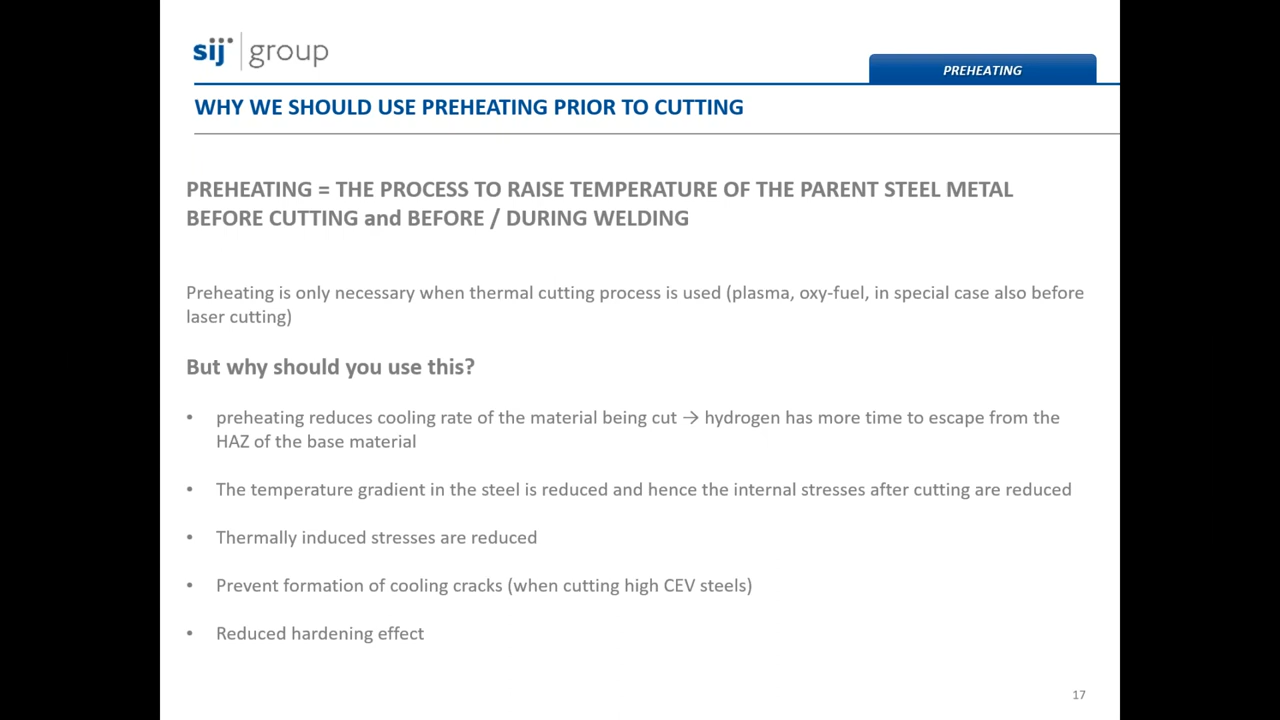 sij group
PREHEATING
WHY WE SHOULD USE PREHEATING PRIOR TO CUTTING
PREHEATING = THE PROCESS TO RAISE TEMPERATURE OF THE PARENT STEEL METAL
BEFORE CUTTING and BEFORE / DURING WELDING
Preheating is only necessary when thermal cutting process is used (plasma, oxy-fuel, in special case also before
laser cutting)
But why should you use this?
• preheating reduces cooling rate of the material being cut → hydrogen has more time to escape from the
HAZ of the base material
• The temperature gradient in the steel is reduced and hence the internal stresses after cutting are reduced
• Thermally induced stresses are reduced
• Prevent formation of cooling cracks (when cutting high CEV steels)
• Reduced hardening effect
17